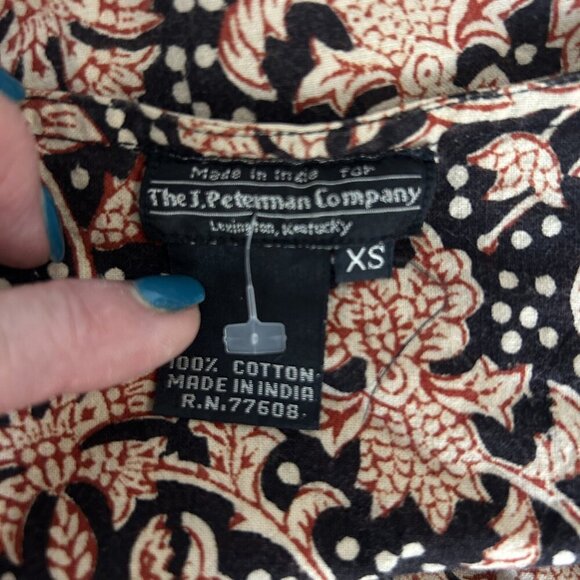 Made in India for
The J. Peterman Company
Lexington, Kentucky
XS
100% COTTON
MADE IN INDIA
R.N. 77608